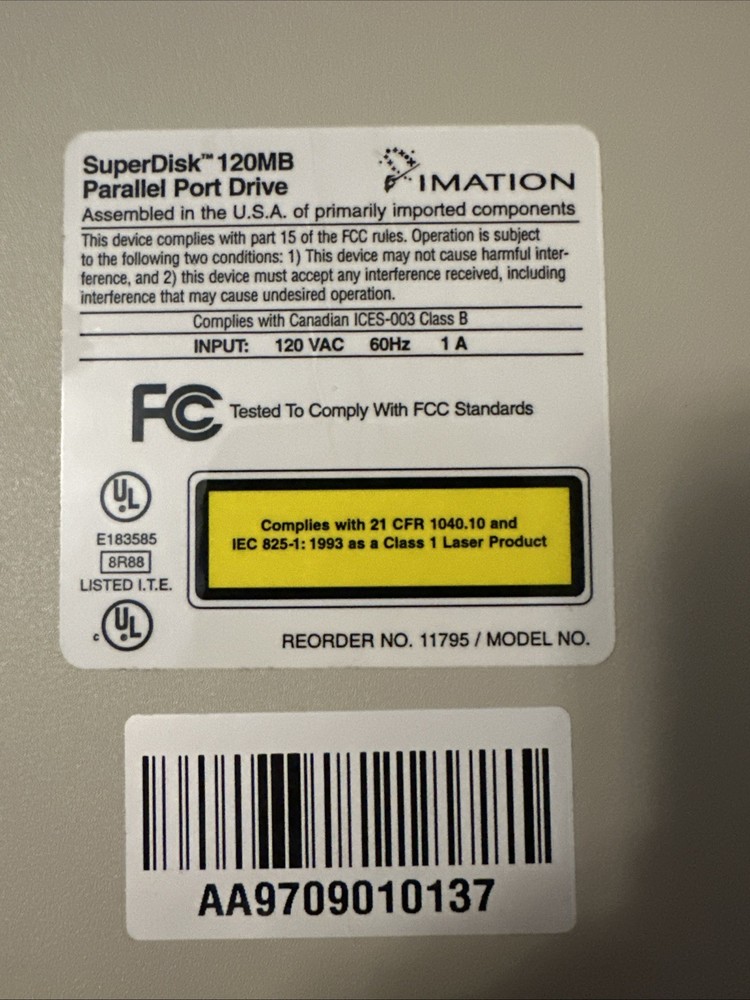 SuperDisk™ 120MB
Parallel Port Drive
IMATION
Assembled in the U.S.A. of primarily imported components
This device complies with part 15 of the FCC rules. Operation is subject
to the following two conditions: 1) This device may not cause harmful inter-
ference, and 2) this device must accept any interference received, including
interference that may cause undesired operation.
Complies with Canadian ICES-003 Class B
INPUT: 120 VAC 60Hz 1 A
FC Tested To Comply With FCC Standards
UL
E183585
8R88
LISTED I.T.E.
c UL
Complies with 21 CFR 1040.10 and
IEC 825-1: 1993 as a Class 1 Laser Product
REORDER NO. 11795 / MODEL NO.
AA9709010137